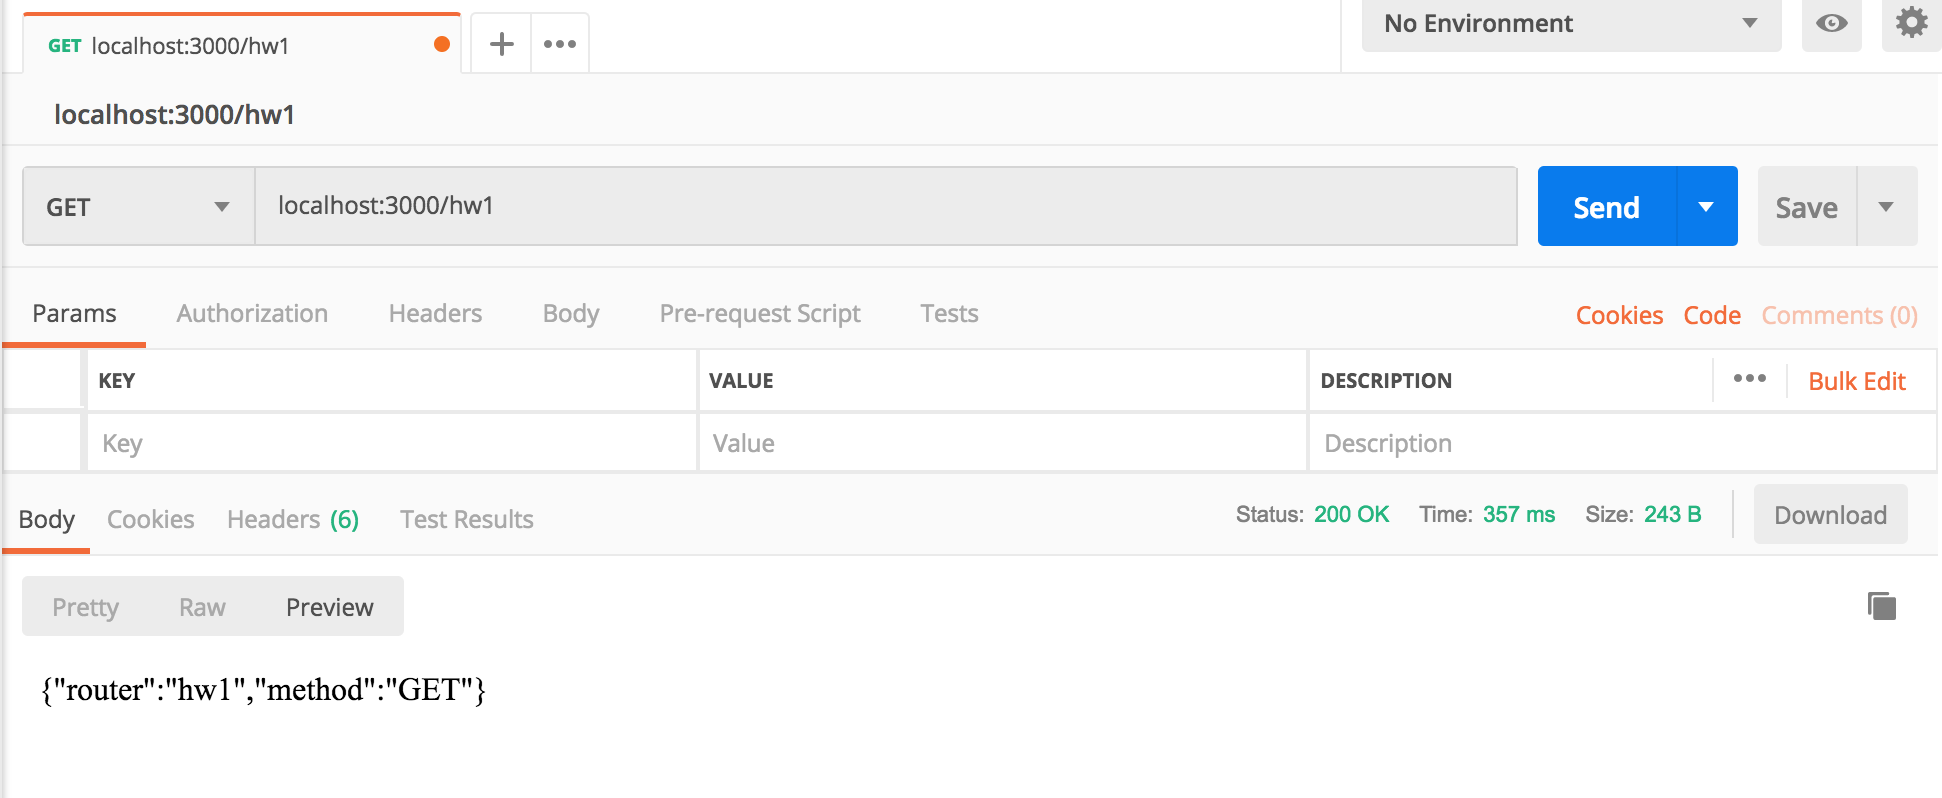 GET localhost:3000/hw1
No Environment
localhost:3000/hw1
GET localhost:3000/hw1 Send Save
Params Authorization Headers Body Pre-request Script Tests Cookies Code Comments (0)
KEY VALUE DESCRIPTION Bulk Edit
Key Value Description
Body Cookies Headers (6) Test Results Status: 200 OK Time: 357 ms Size: 243 B Download
Pretty Raw Preview
{"router":"hw1","method":"GET"}